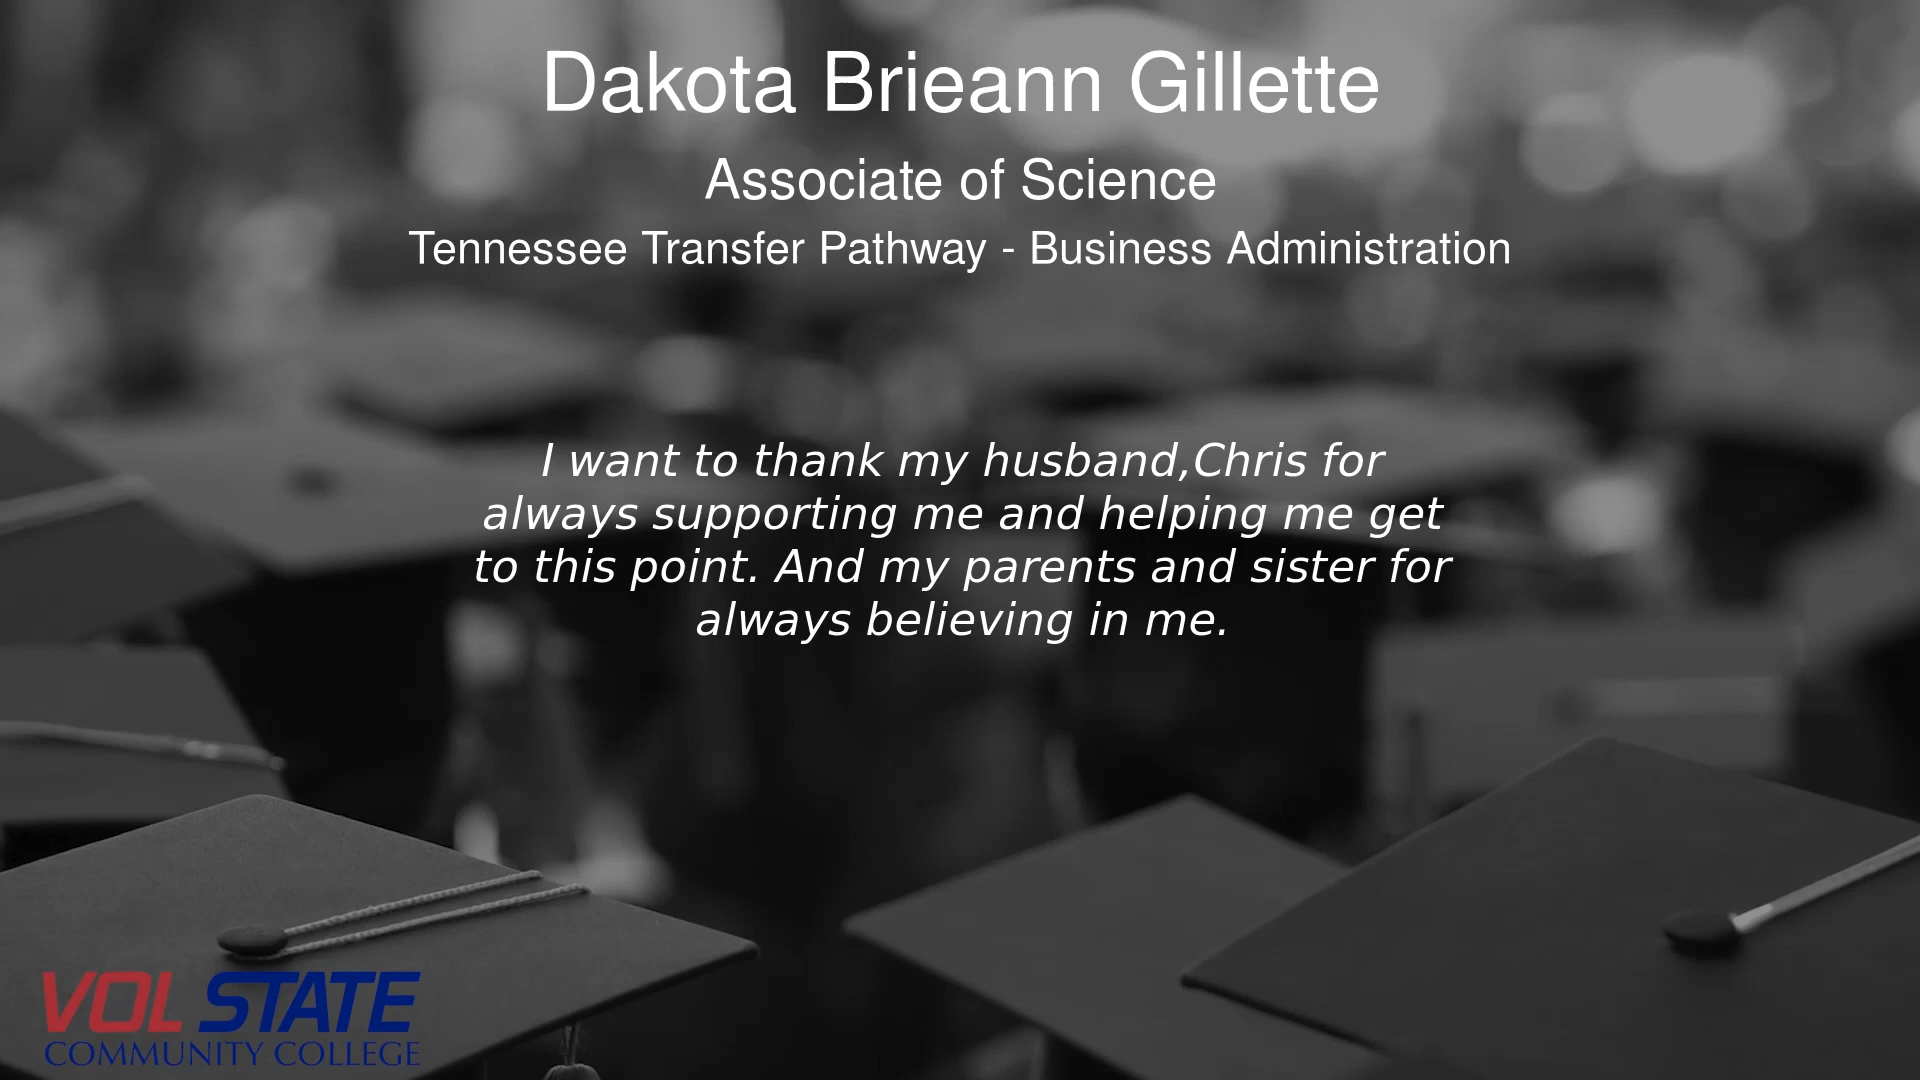 Dakota Brieann Gillette
Associate of Science
Tennessee Transfer Pathway - Business Administration
I want to thank my husband,Chris for
always supporting me and helping me get
to this point. And my parents and sister for
always believing in me.
VOL STATE
COMMUNITY COLLEGE